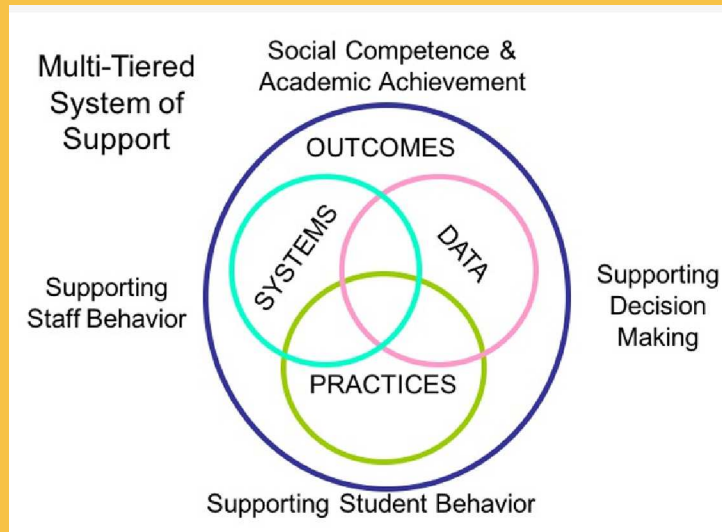 Multi-Tiered
System of
Support
Social Competence &
Academic Achievement
OUTCOMES
SYSTEMS
DATA
PRACTICES
Supporting
Staff Behavior
Supporting
Decision
Making
Supporting Student Behavior